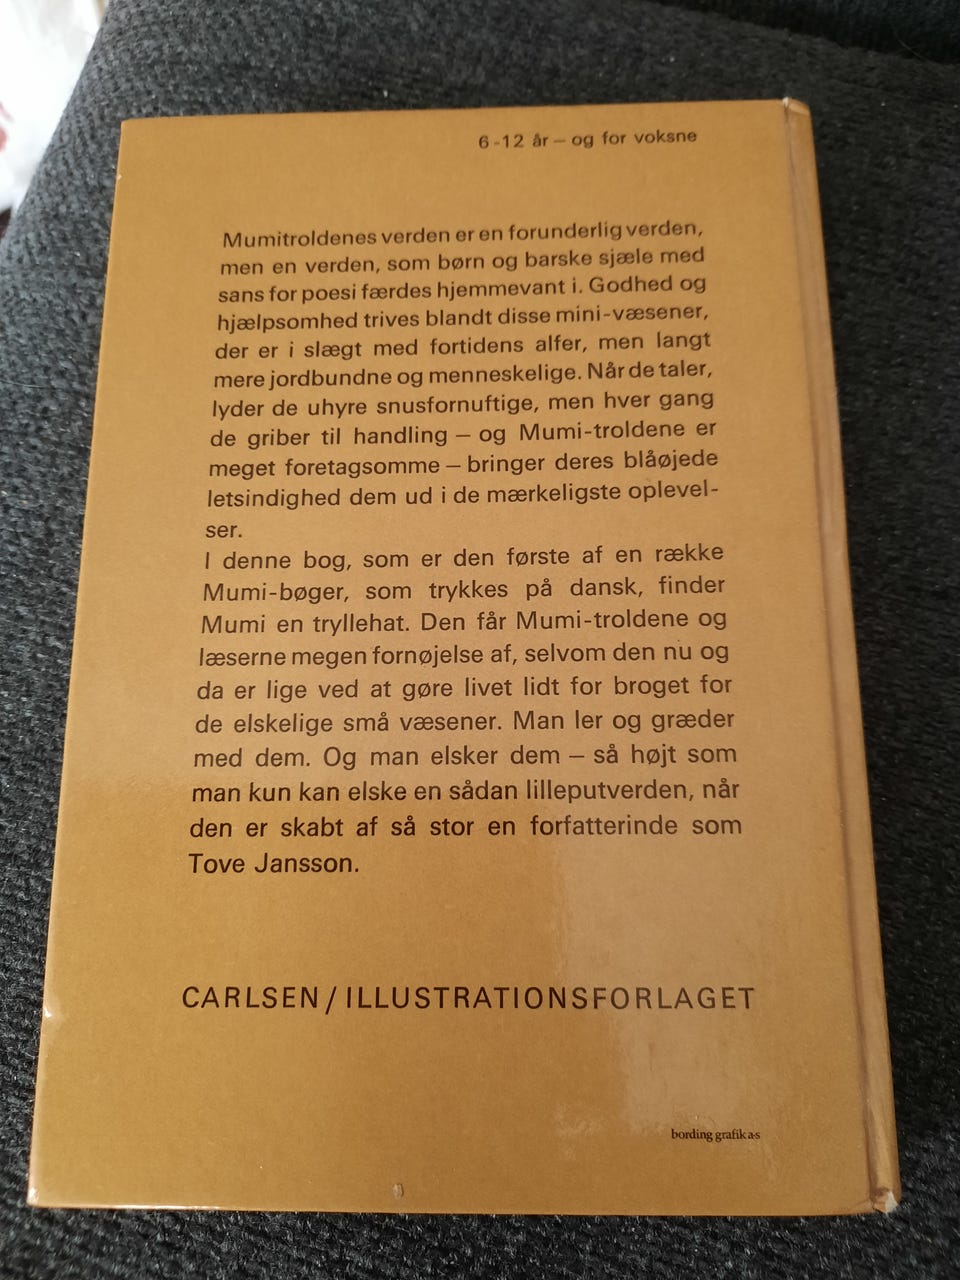 6-12 år – og for voksne
Mumitroldenes verden er en forunderlig verden,
men en verden, som børn og barske sjæle med
sans for poesi færdes hjemmevant i. Godhed og
hjælpsomhed trives blandt disse mini-væsener,
der er i slægt med fortidens alfer, men langt
mere jordbundne og menneskelige. Når de taler,
lyder de uhyre snusfornuftige, men hver gang
de griber til handling – og Mumi-troldene er
meget foretagsomme – bringer deres blåøjede
letsindighed dem ud i de mærkeligste oplevel-
ser.
I denne bog, som er den første af en række
Mumi-bøger, som trykkes på dansk, finder
Mumi en tryllehat. Den får Mumi-troldene og
læserne megen fornøjelse af, selvom den nu og
da er lige ved at gøre livet lidt for broget for
de elskelige små væsener. Man ler og græder
med dem. Og man elsker dem – så højt som
man kun kan elske en sådan lilleputverden, når
den er skabt af så stor en forfatterinde som
Tove Jansson.
CARLSEN/ILLUSTRATIONSFORLAGET
bording grafik a·s